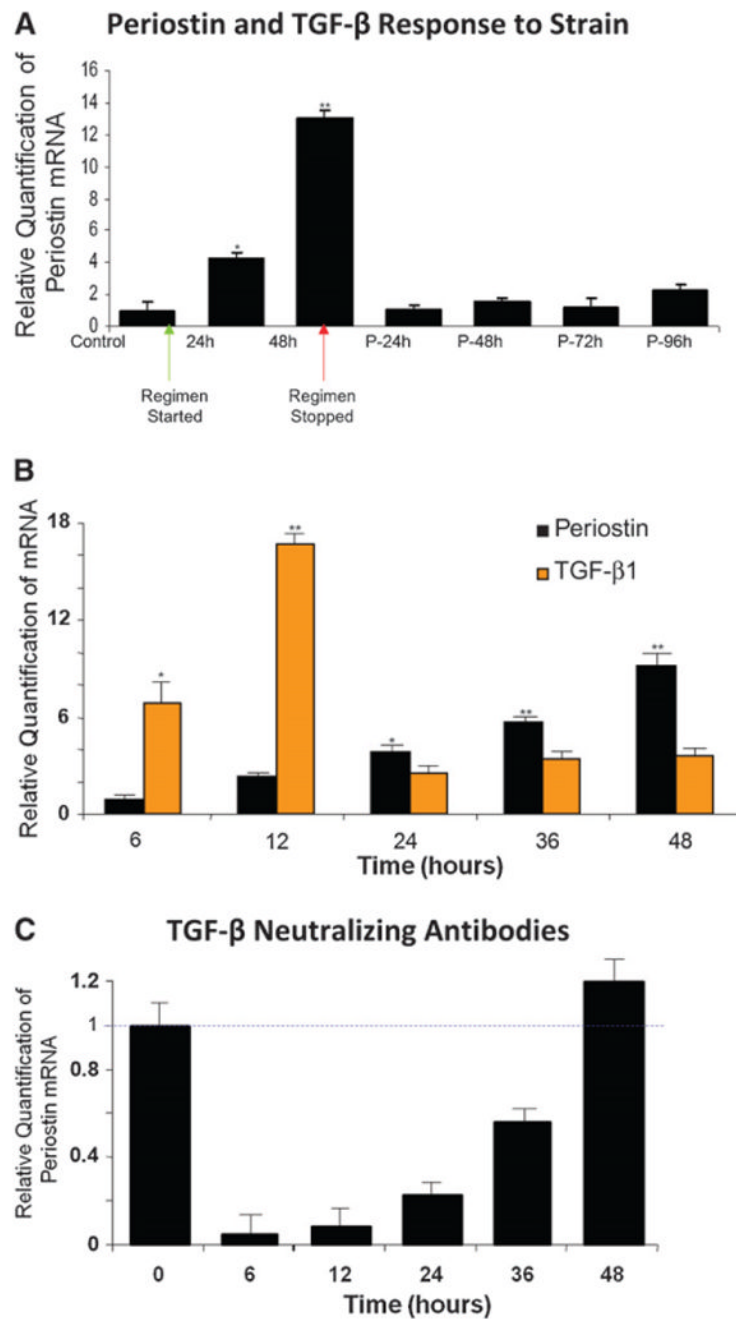 A Periostin and TGF-β Response to Strain
Relative Quantification of
Periostin mRNA
16
14
12
10
8
6
4
2
0
*
**
Control 24h 48h P-24h P-48h P-72h P-96h
Regimen
Started
Regimen
Stopped
B
Relative Quantification of mRNA
18
12
6
0
Periostin
TGF-β1
*
**
*
**
**
6 12 24 36 48
Time (hours)
C TGF-β Neutralizing Antibodies
Relative Quantification of
Periostin mRNA
1.2
1
0.8
0.4
0
0 6 12 24 36 48
Time (hours)